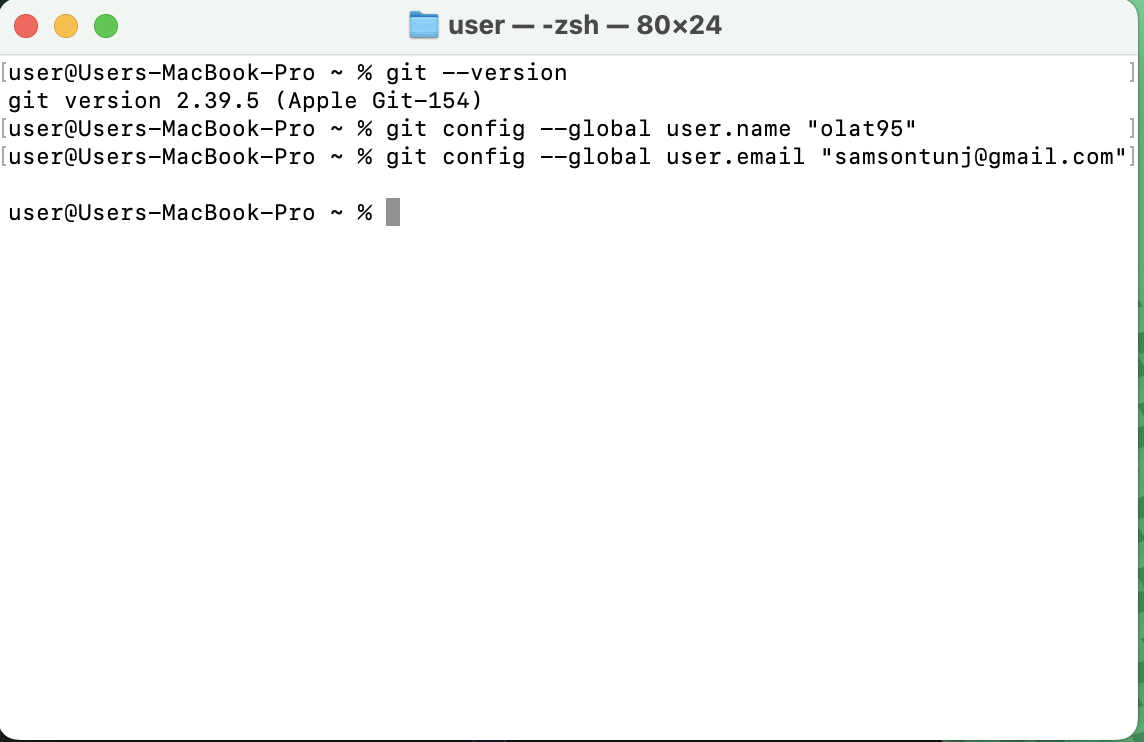 user — -zsh — 80×24
[user@Users-MacBook-Pro ~ % git --version ]
git version 2.39.5 (Apple Git-154)
[user@Users-MacBook-Pro ~ % git config --global user.name "olat95" ]
[user@Users-MacBook-Pro ~ % git config --global user.email "samsontunj@gmail.com"]
user@Users-MacBook-Pro ~ %